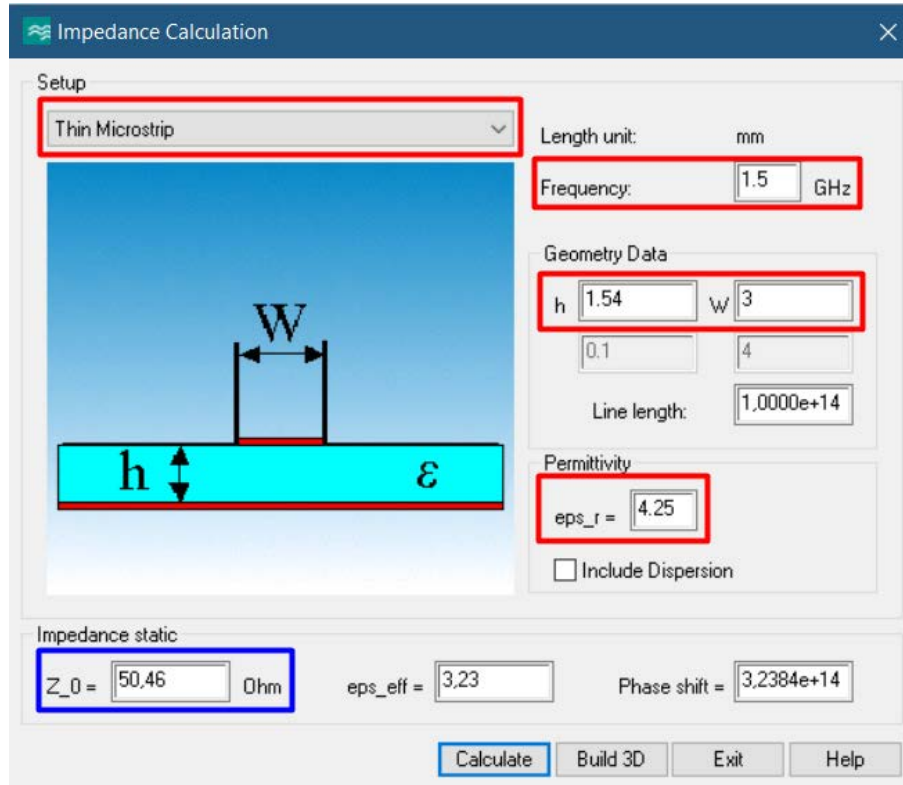 Impedance Calculation
Setup
Thin Microstrip
Length unit: mm
Frequency: 1.5 GHz
Geometry Data
h 1.54 W 3
0.1 4
Line length: 1,0000e+14
W
h ε
Permittivity
eps_r = 4.25
Include Dispersion
Impedance static
Z_0 = 50,46 Ohm eps_eff = 3,23 Phase shift = 3,2384e+14
Calculate Build 3D Exit Help